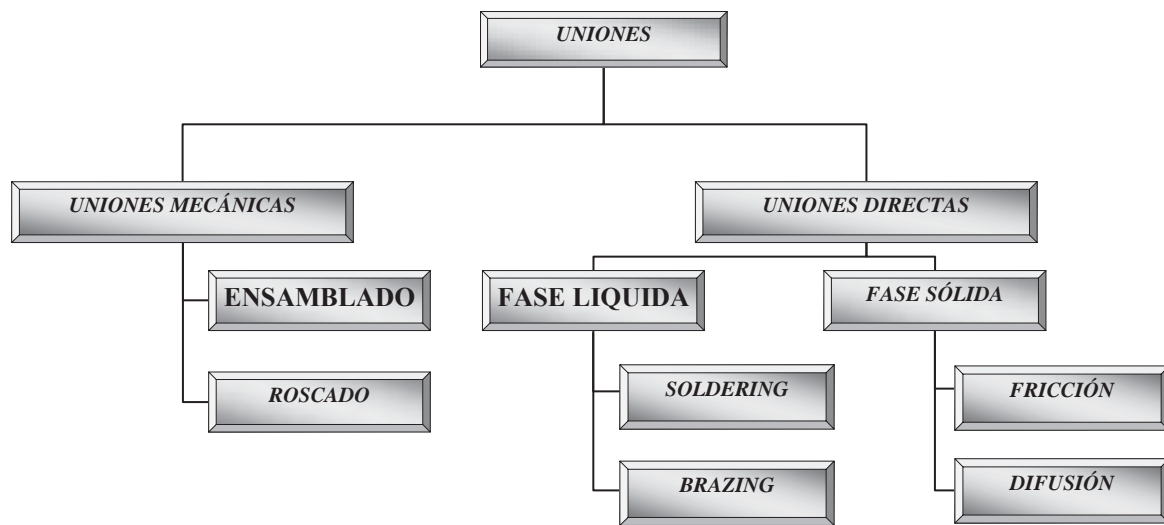 UNIONES
UNIONES MECÁNICAS
UNIONES DIRECTAS
ENSAMBLADO
FASE LIQUIDA
FASE SÓLIDA
ROSCADO
SOLDERING
FRICCIÓN
BRAZING
DIFUSIÓN